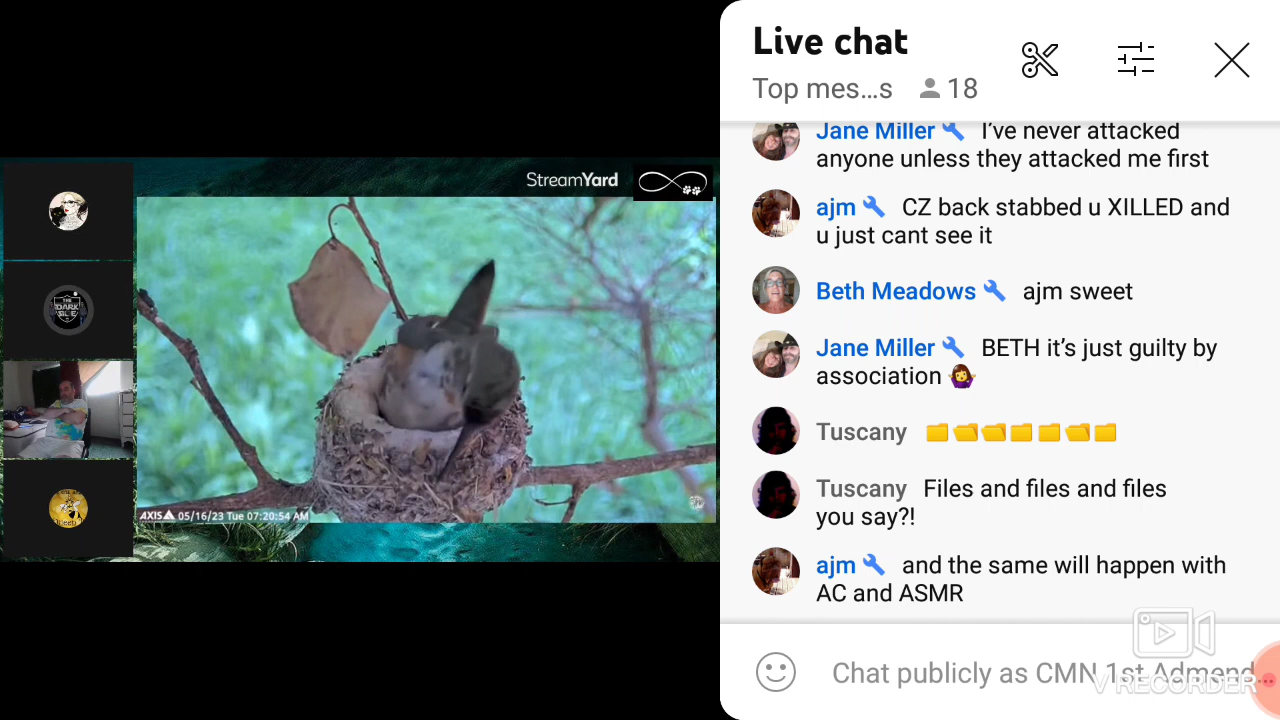 StreamYard
THE
DARK
SIDE
AXIS 05/16/23 Tue 07:20:54 AM
Live chat
Top mes...s 18
Jane Miller I've never attacked
anyone unless they attacked me first
ajm CZ back stabbed u XILLED and
u just cant see it
Beth Meadows ajm sweet
Jane Miller BETH it's just guilty by
association 🤷‍♀️
Tuscany 📁📂📂📁📁📂📁
Tuscany Files and files and files
you say?!
ajm and the same will happen with
AC and ASMR
Chat publicly as CMN 1st Admend...
V RECORDER